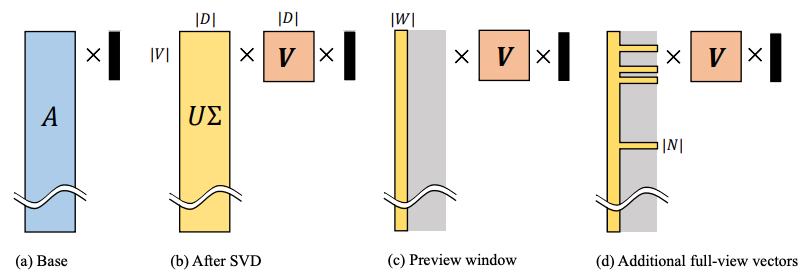 |D| |D| |W|
|V|
A × UΣ × V × × V × × V ×
|N|
(a) Base (b) After SVD (c) Preview window (d) Additional full-view vectors